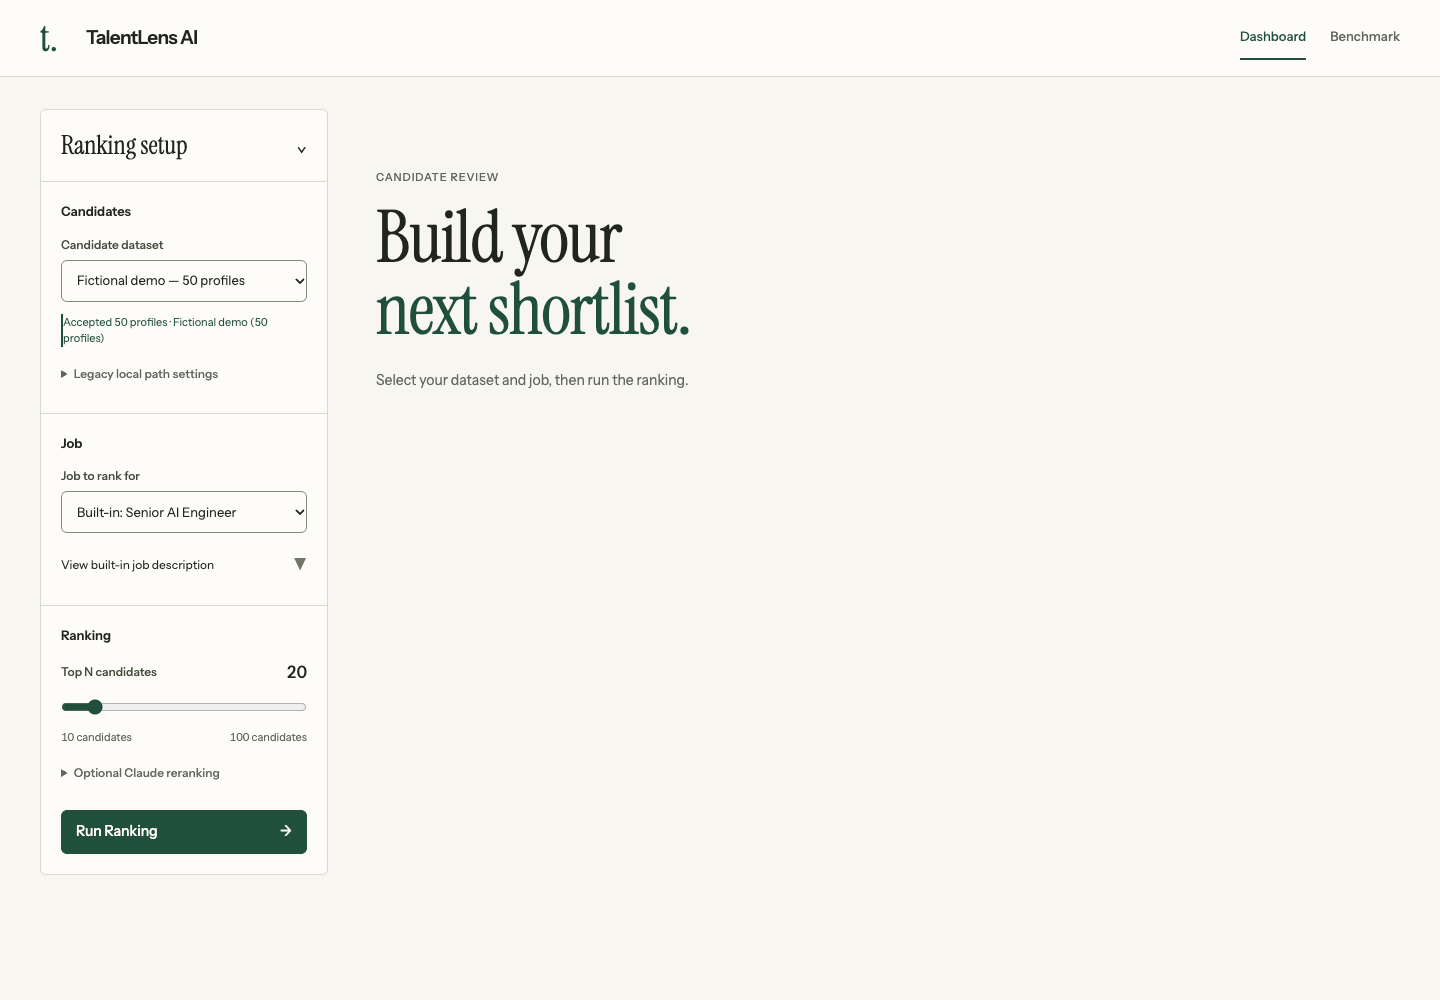 t.
TalentLens AI
Dashboard
Benchmark
Ranking setup
Candidates
Candidate dataset
Fictional demo — 50 profiles
Accepted 50 profiles · Fictional demo (50
profiles)
Legacy local path settings
Job
Job to rank for
Built-in: Senior AI Engineer
View built-in job description
Ranking
Top N candidates
20
10 candidates
100 candidates
Optional Claude reranking
Run Ranking →
CANDIDATE REVIEW
Build your
next shortlist.
Select your dataset and job, then run the ranking.